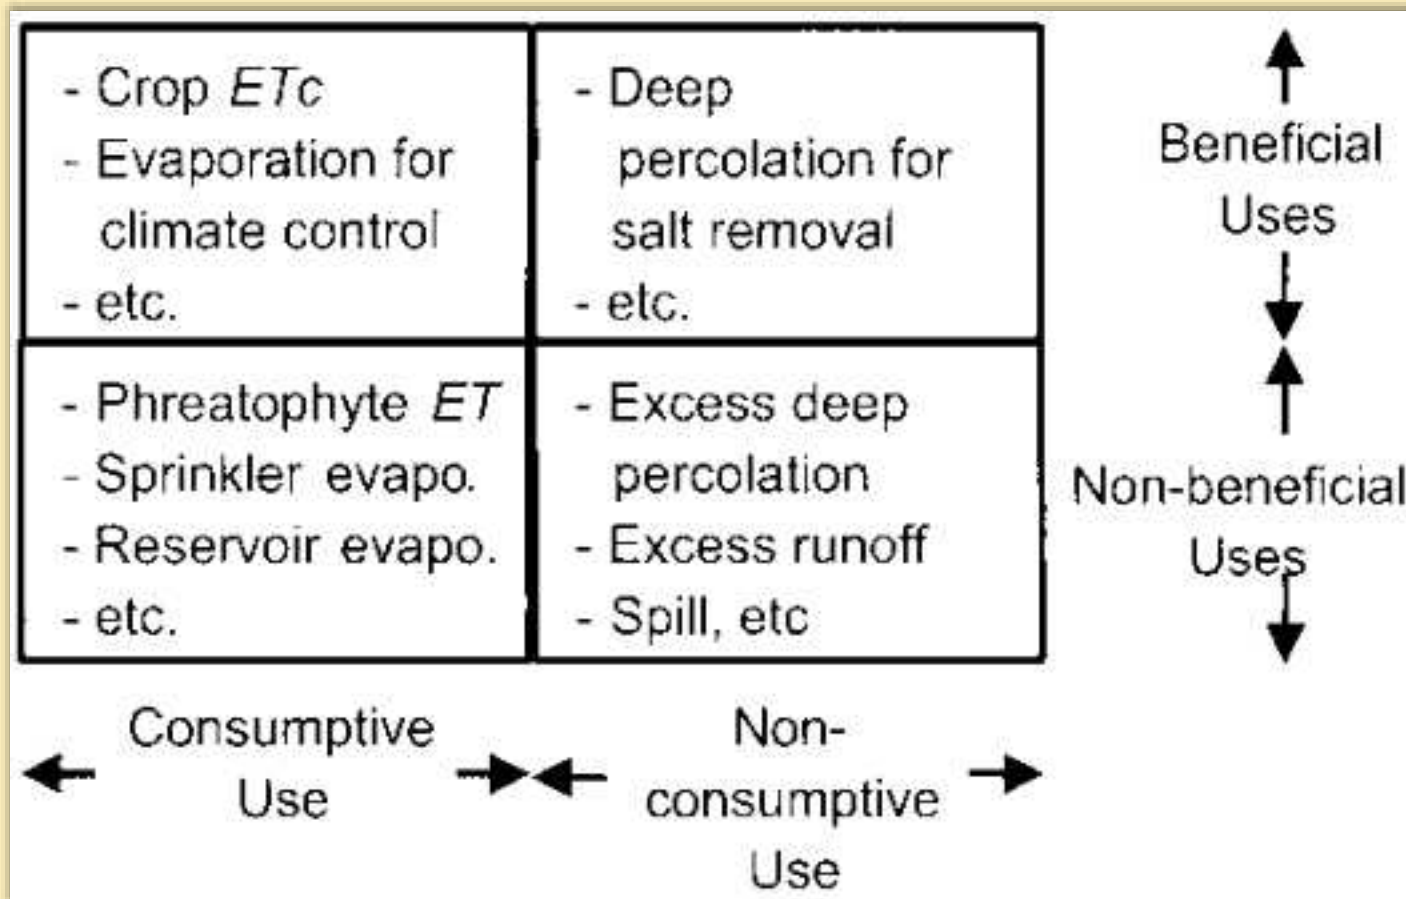 - Crop ETc
- Evaporation for
climate control
- etc.
- Deep
percolation for
salt removal
- etc.
Beneficial
Uses
- Phreatophyte ET
- Sprinkler evapo.
- Reservoir evapo.
- etc.
- Excess deep
percolation
- Excess runoff
- Spill, etc
Non-beneficial
Uses
Consumptive
Use
Non-
consumptive
Use